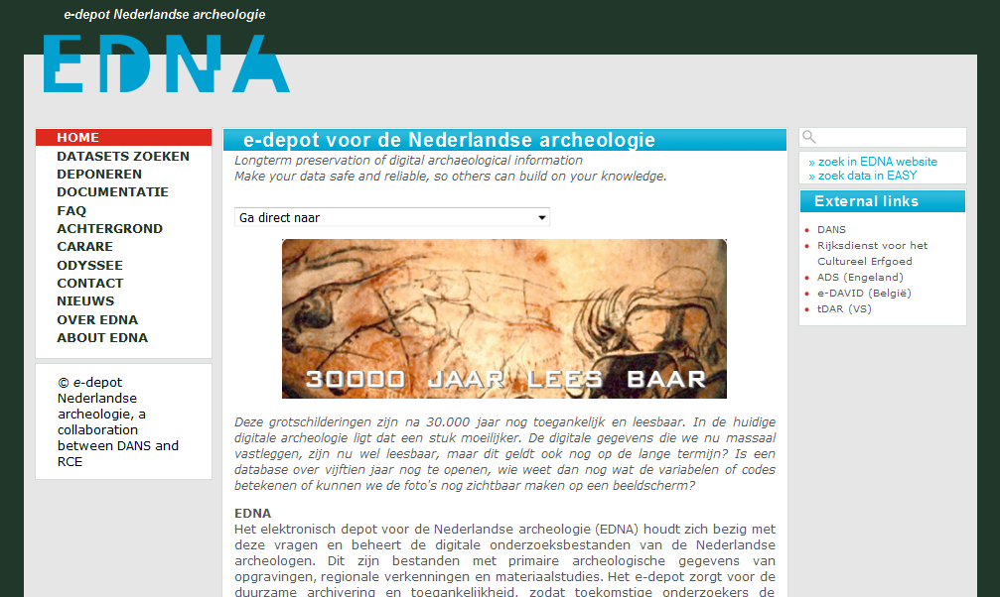 e-depot Nederlandse archeologie
EDNA
HOME
DATASETS ZOEKEN
DEPONEREN
DOCUMENTATIE
FAQ
ACHTERGROND
CARARE
ODYSSEE
CONTACT
NIEUWS
OVER EDNA
ABOUT EDNA
© e-depot
Nederlandse
archeologie, a
collaboration
between DANS and
RCE
e-depot voor de Nederlandse archeologie
Longterm preservation of digital archaeological information
Make your data safe and reliable, so others can build on your knowledge.
Ga direct naar
30000 JAAR LEES BAAR
Deze grotschilderingen zijn na 30.000 jaar nog toegankelijk en leesbaar. In de huidige
digitale archeologie ligt dat een stuk moeilijker. De digitale gegevens die we nu massaal
vastleggen, zijn nu wel leesbaar, maar dit geldt ook nog op de lange termijn? Is een
database over vijftien jaar nog te openen, wie weet dan nog wat de variabelen of codes
betekenen of kunnen we de foto's nog zichtbaar maken op een beeldscherm?
EDNA
Het elektronisch depot voor de Nederlandse archeologie (EDNA) houdt zich bezig met
deze vragen en beheert de digitale onderzoeksbestanden van de Nederlandse
archeologen. Dit zijn bestanden met primaire archeologische gegevens van
opgravingen, regionale verkenningen en materiaalstudies. Het e-depot zorgt voor de
duurzame archivering en toegankelijkheid, zodat toekomstige onderzoekers de
» zoek in EDNA website
» zoek data in EASY
External links
DANS
Rijksdienst voor het
Cultureel Erfgoed
ADS (Engeland)
e-DAVID (België)
tDAR (VS)